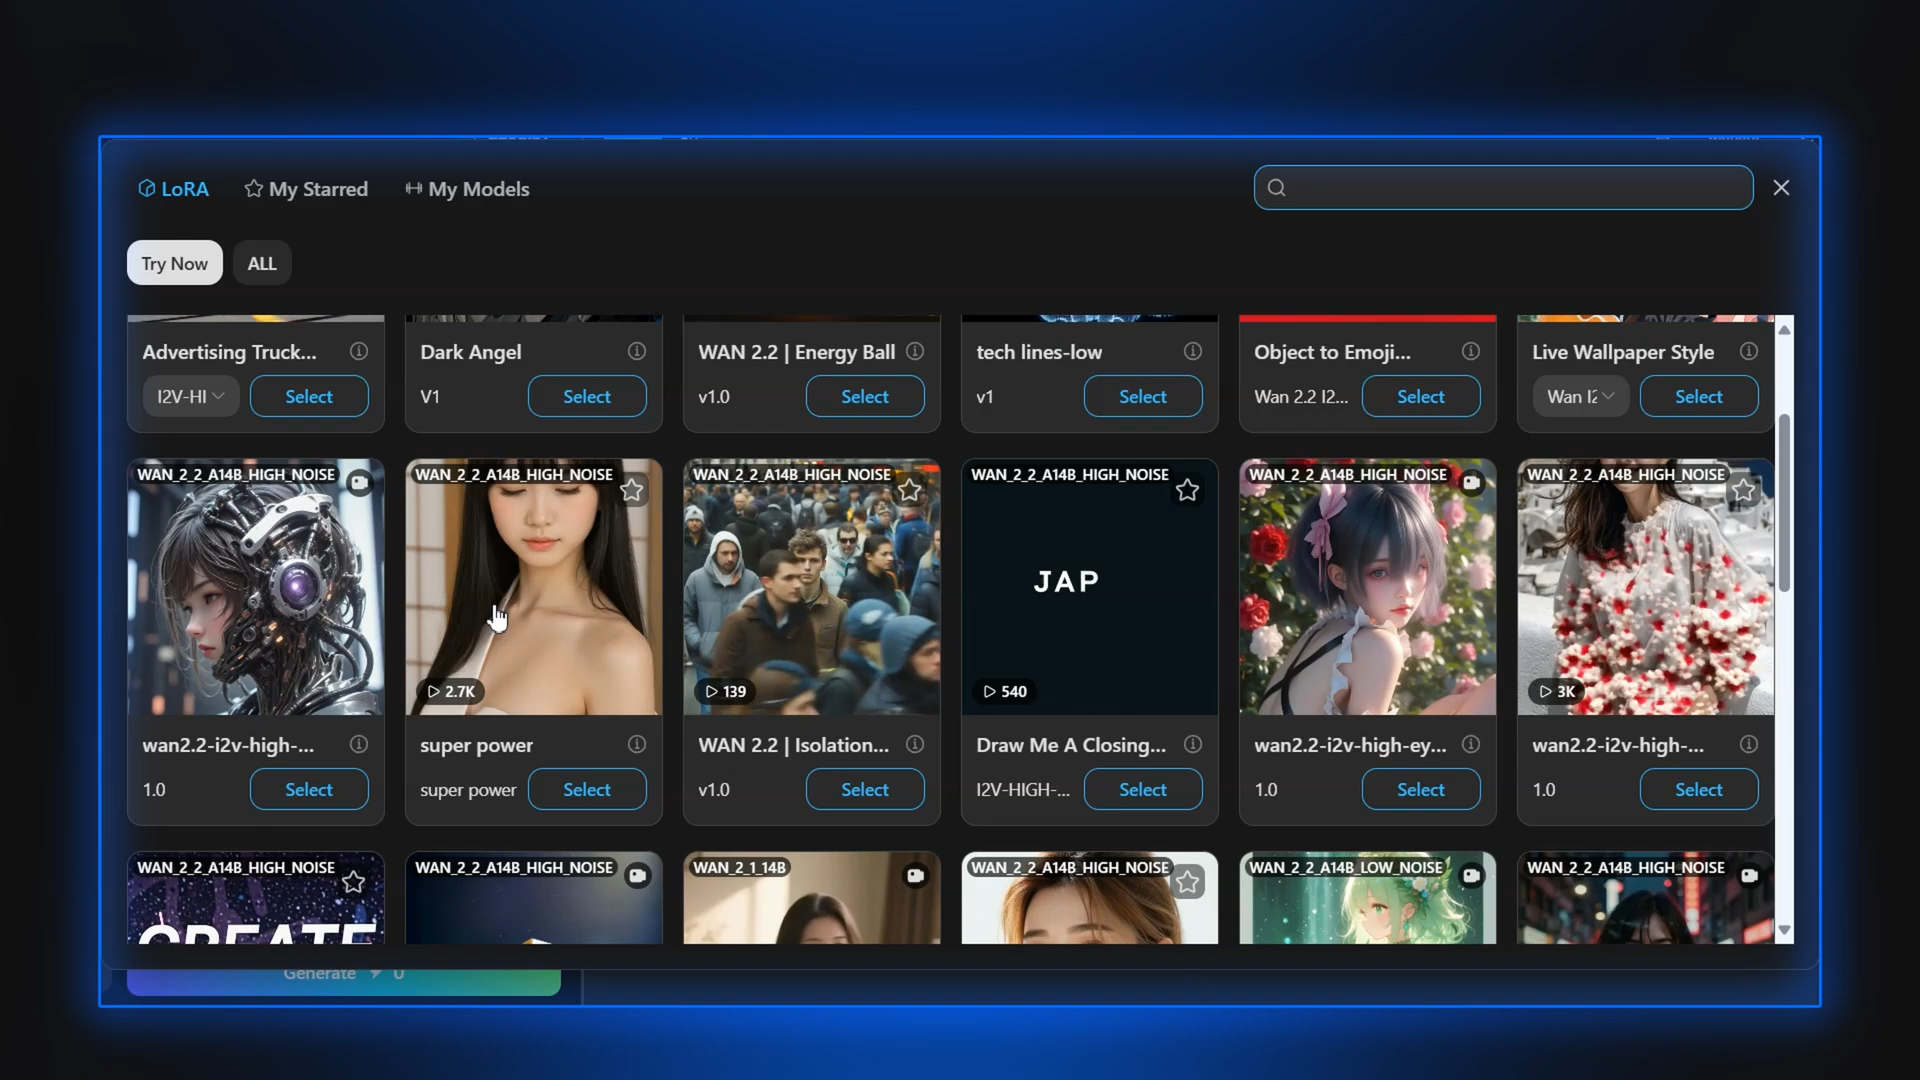 LoRA
My Starred
My Models
Try Now
ALL
Advertising Truck...
Dark Angel
WAN 2.2 | Energy Ball
tech lines-low
Object to Emoji...
Live Wallpaper Style
I2V-HI
Select
V1
Select
v1.0
Select
v1
Select
Wan 2.2 I2...
Select
Wan I2
Select
WAN_2_2_A14B_HIGH_NOISE
WAN_2_2_A14B_HIGH_NOISE
WAN_2_2_A14B_HIGH_NOISE
WAN_2_2_A14B_HIGH_NOISE
WAN_2_2_A14B_HIGH_NOISE
WAN_2_2_A14B_HIGH_NOISE
JAP
2.7K
139
540
3K
wan2.2-i2v-high-...
super power
WAN 2.2 | Isolation...
Draw Me A Closing...
wan2.2-i2v-high-ey...
wan2.2-i2v-high-...
1.0
Select
super power
Select
v1.0
Select
I2V-HIGH-...
Select
1.0
Select
1.0
Select
WAN_2_2_A14B_HIGH_NOISE
WAN_2_2_A14B_HIGH_NOISE
WAN_2_1_14B
WAN_2_2_A14B_HIGH_NOISE
WAN_2_2_A14B_LOW_NOISE
WAN_2_2_A14B_HIGH_NOISE
CREATE
Generate 0